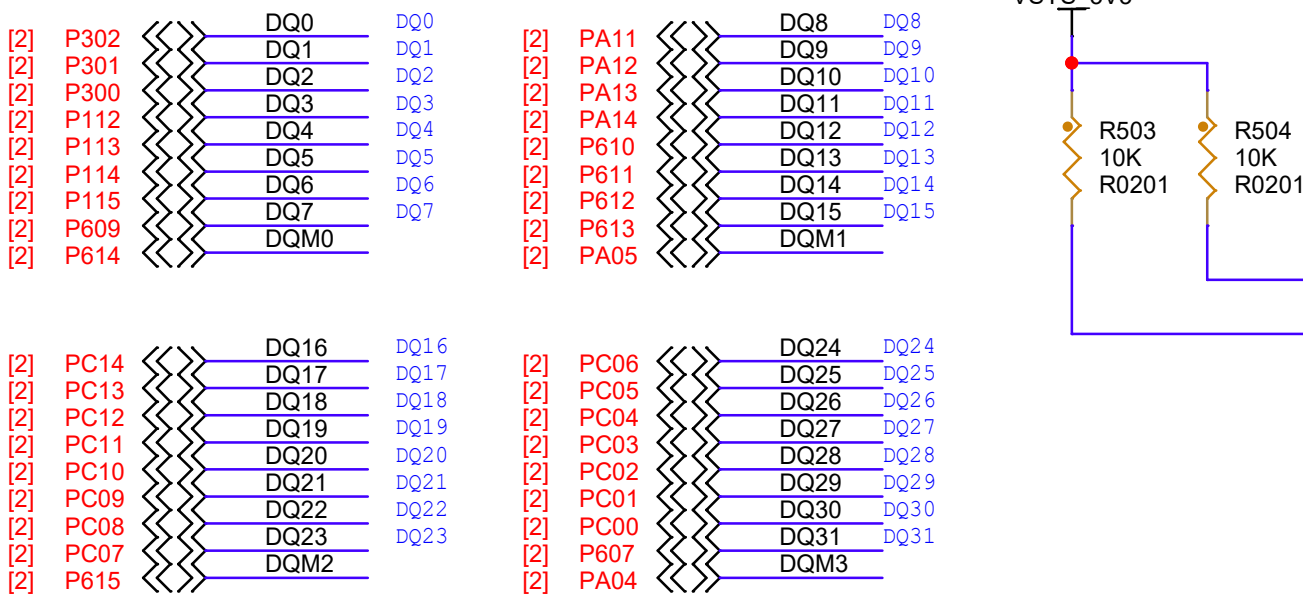 [2] P302 DQ0 DQ0
[2] P301 DQ1 DQ1
[2] P300 DQ2 DQ2
[2] P112 DQ3 DQ3
[2] P113 DQ4 DQ4
[2] P114 DQ5 DQ5
[2] P115 DQ6 DQ6
[2] P609 DQ7 DQ7
[2] P614 DQM0
[2] PA11 DQ8 DQ8
[2] PA12 DQ9 DQ9
[2] PA13 DQ10 DQ10
[2] PA14 DQ11 DQ11
[2] P610 DQ12 DQ12
[2] P611 DQ13 DQ13
[2] P612 DQ14 DQ14
[2] P613 DQ15 DQ15
[2] PA05 DQM1
R503
10K
R0201
R504
10K
R0201
[2] PC14 DQ16 DQ16
[2] PC13 DQ17 DQ17
[2] PC12 DQ18 DQ18
[2] PC11 DQ19 DQ19
[2] PC10 DQ20 DQ20
[2] PC09 DQ21 DQ21
[2] PC08 DQ22 DQ22
[2] PC07 DQ23 DQ23
[2] P615 DQM2
[2] PC06 DQ24 DQ24
[2] PC05 DQ25 DQ25
[2] PC04 DQ26 DQ26
[2] PC03 DQ27 DQ27
[2] PC02 DQ28 DQ28
[2] PC01 DQ29 DQ29
[2] PC00 DQ30 DQ30
[2] P607 DQ31 DQ31
[2] PA04 DQM3